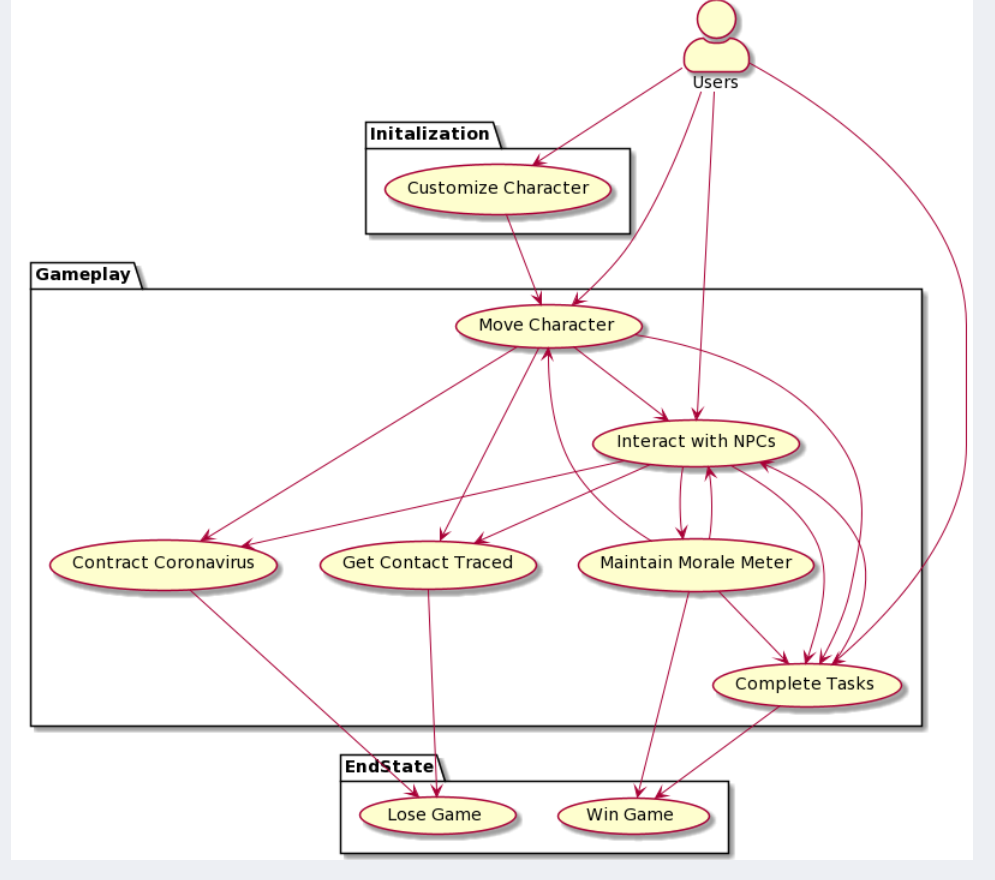 Users
Initalization
Customize Character
Gameplay
Move Character
Interact with NPCs
Contract Coronavirus
Get Contact Traced
Maintain Morale Meter
Complete Tasks
EndState
Lose Game
Win Game